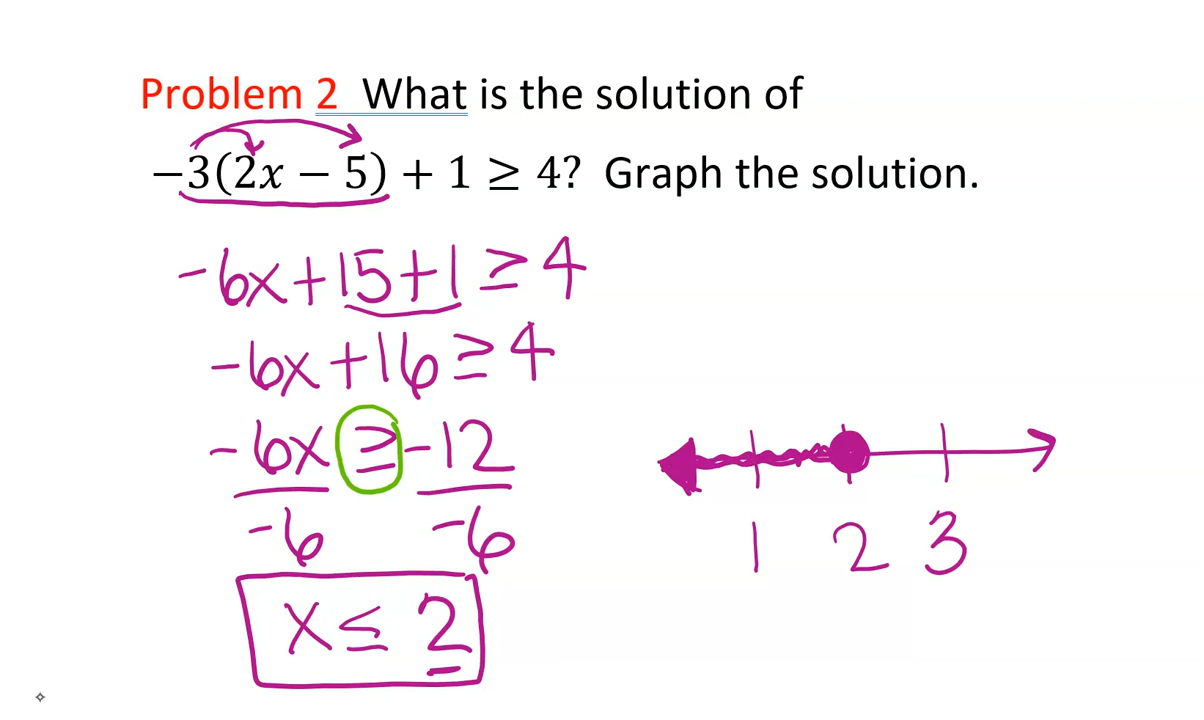 Problem 2 What is the solution of
−3(2x − 5) + 1 ≥ 4? Graph the solution.
-6x+15+1≥4
-6x+16≥4
-6x≥-12
-6 -6
x≤2
1 2 3